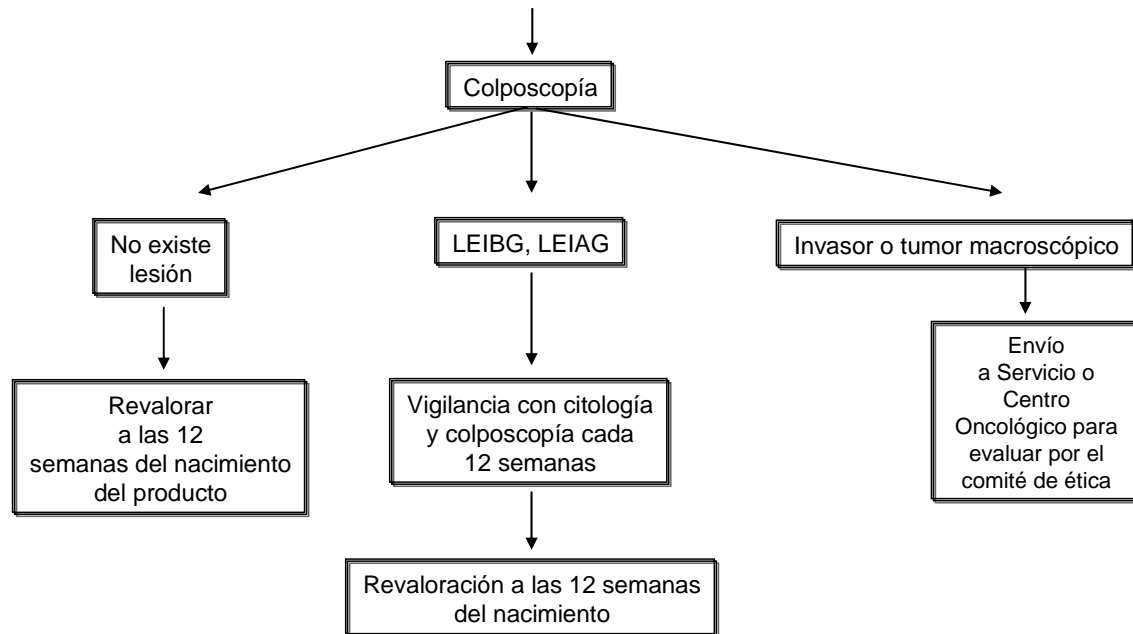 Colposcopía
No existe
lesión
LEIBG, LEIAG
Invasor o tumor macroscópico
Revalorar
a las 12
semanas del nacimiento
del producto
Vigilancia con citología
y colposcopía cada
12 semanas
Envío
a Servicio o
Centro
Oncológico para
evaluar por el
comité de ética
Revaloración a las 12 semanas
del nacimiento